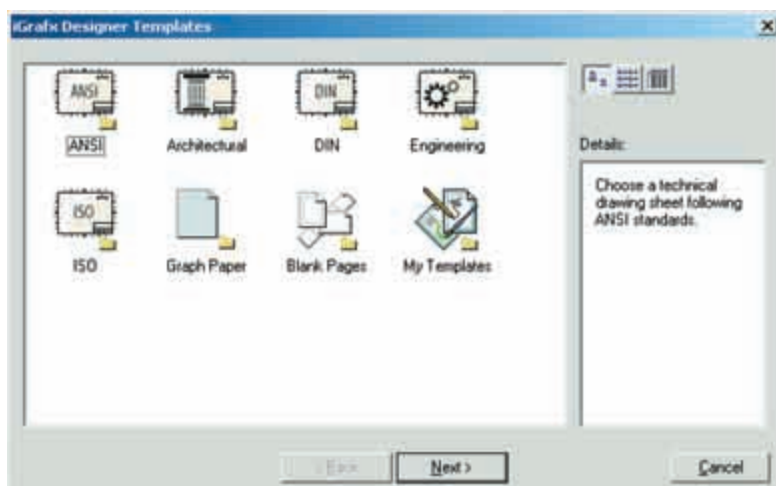 iGrafx Designer Templates
ANSI
DIN
ANSI
Architectural
DIN
Engineering
Details:
Choose a technical
drawing sheet following
ANSI standards.
ISO
ISO
Graph Paper
Blank Pages
My Templates
< Back
Next >
Cancel